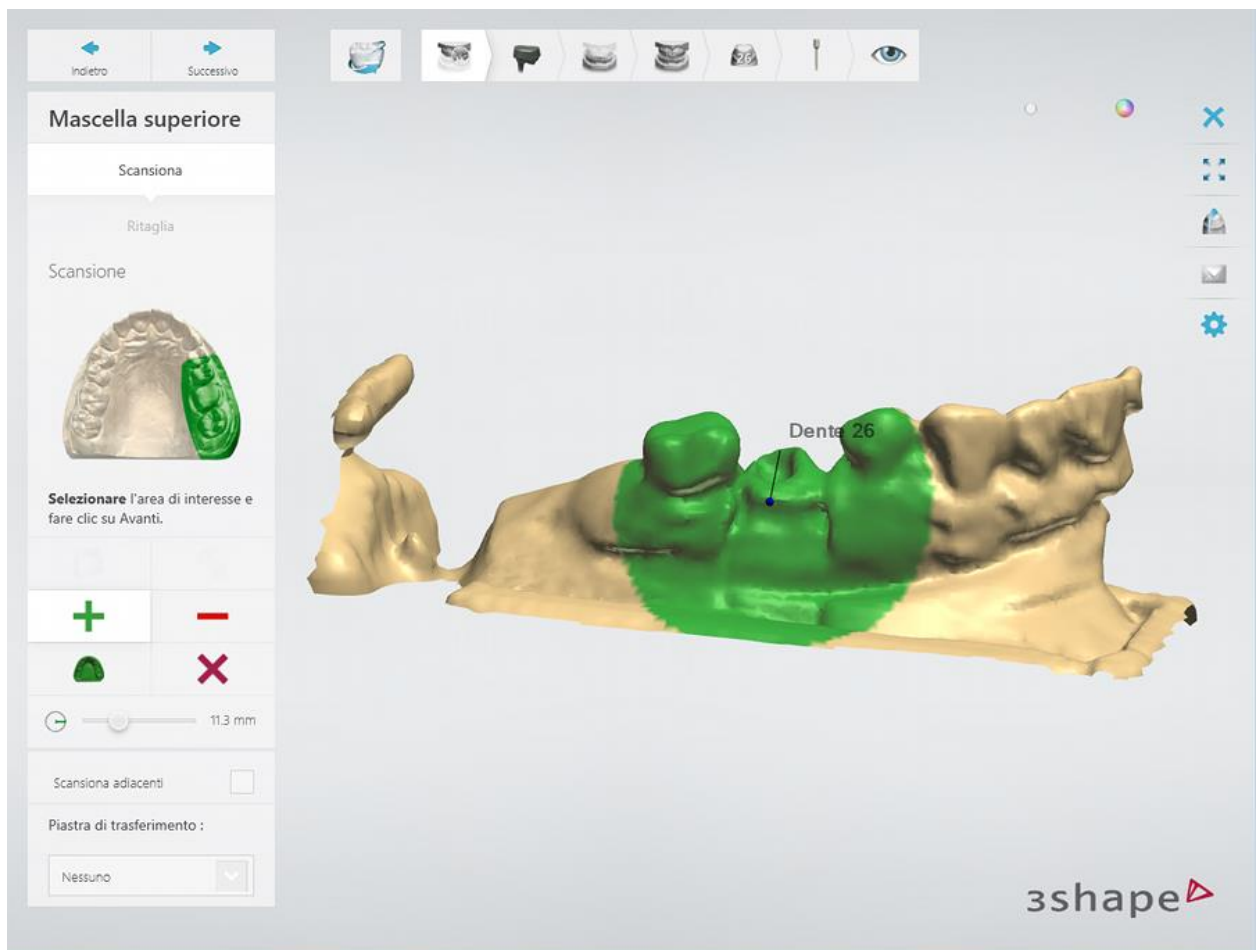 Indietro
Successivo
Mascella superiore
Scansiona
Ritaglia
Scansione
Selezionare l'area di interesse e
fare clic su Avanti.
11.3 mm
Scansiona adiacenti
Piastra di trasferimento :
Nessuno
26
Dente 26
3shape